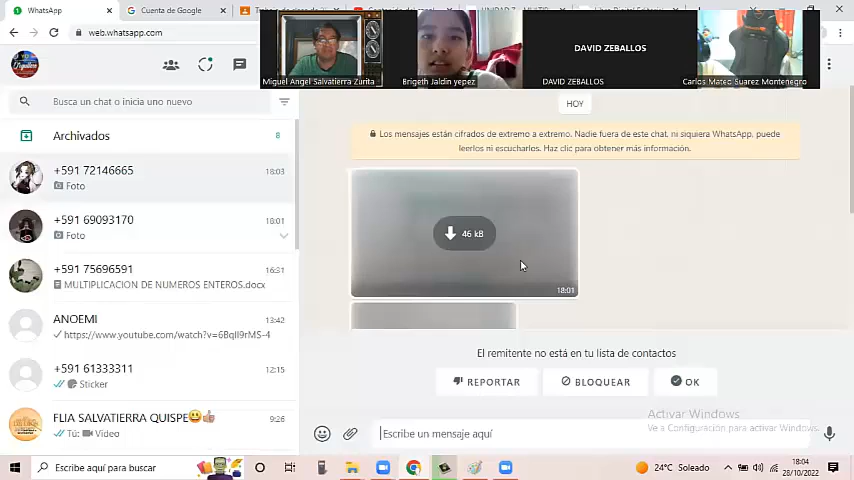 WhatsApp
Cuenta de Google
web.whatsapp.com
Miguel Angel Salvatierra Zurita
Brigeth Jaldin yepez
DAVID ZEBALLOS
DAVID ZEBALLOS
Carlos Mateo Suarez Montenegro
Busca un chat o inicia uno nuevo
Archivados
8
+591 72146665
18:03
Foto
+591 69093170
18:01
Foto
+591 75696591
16:31
MULTIPLICACION DE NUMEROS ENTEROS.docx
ANOEMI
13:42
https://www.youtube.com/watch?v=6BqlI9rMS-4
+591 61333311
12:15
Sticker
FLIA SALVATIERRA QUISPE😃👍
9:26
Tú: Video
HOY
Los mensajes están cifrados de extremo a extremo. Nadie fuera de este chat, ni siquiera WhatsApp, puede
leerlos ni escucharlos. Haz clic para obtener más información.
46 kB
18:01
El remitente no está en tu lista de contactos
REPORTAR
BLOQUEAR
OK
Escribe un mensaje aquí
Activar Windows
Ve a Configuración para activar Windows.
Escribe aquí para buscar
24°C Soleado
18:04
28/10/2022